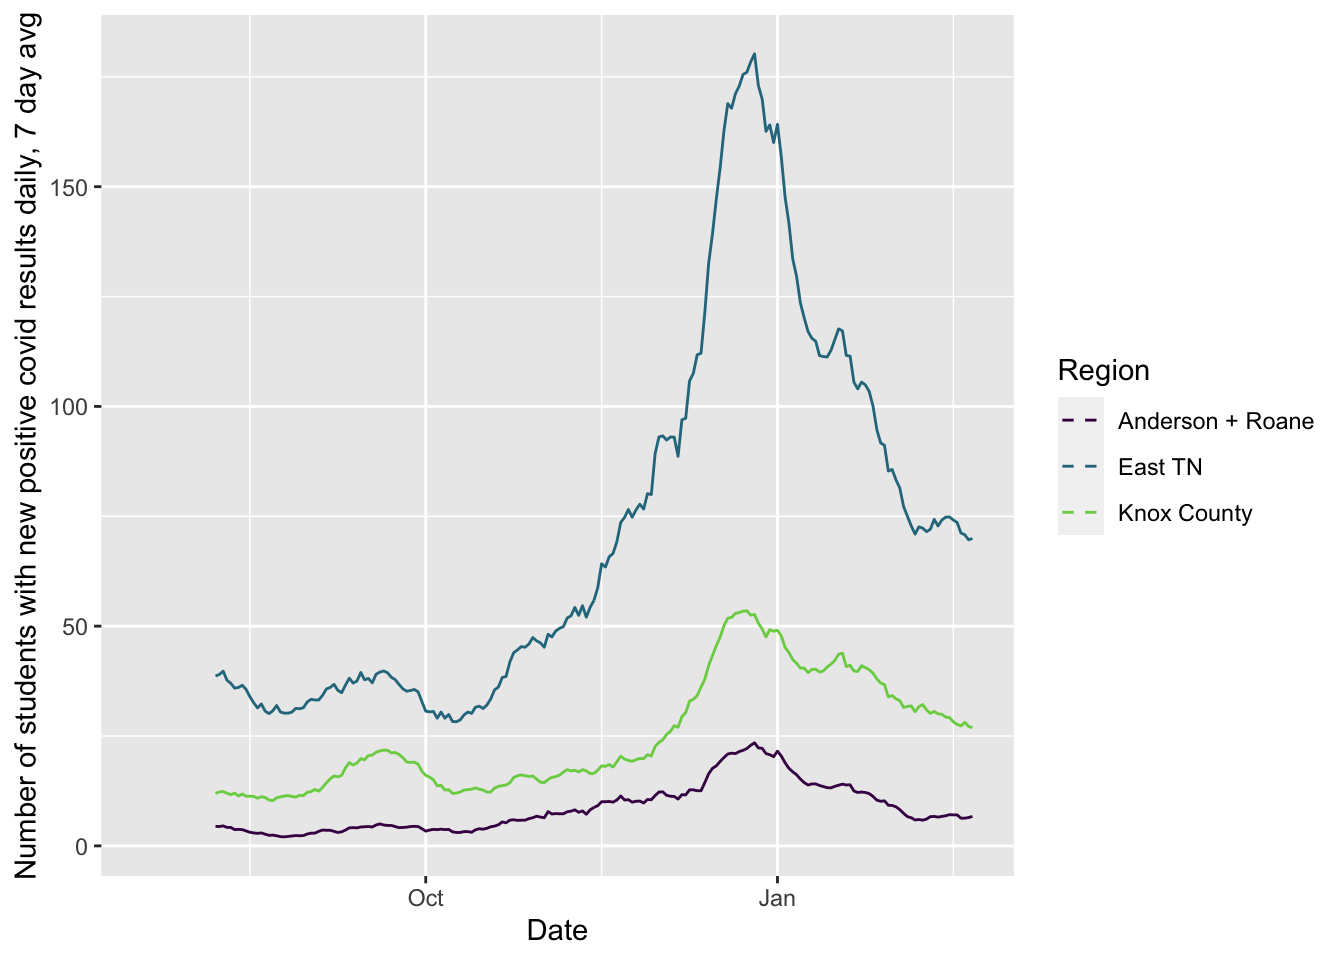 Number of students with new positive covid results daily, 7 day avg
150
100
50
0
Oct
Jan
Date
Region
Anderson + Roane
East TN
Knox County